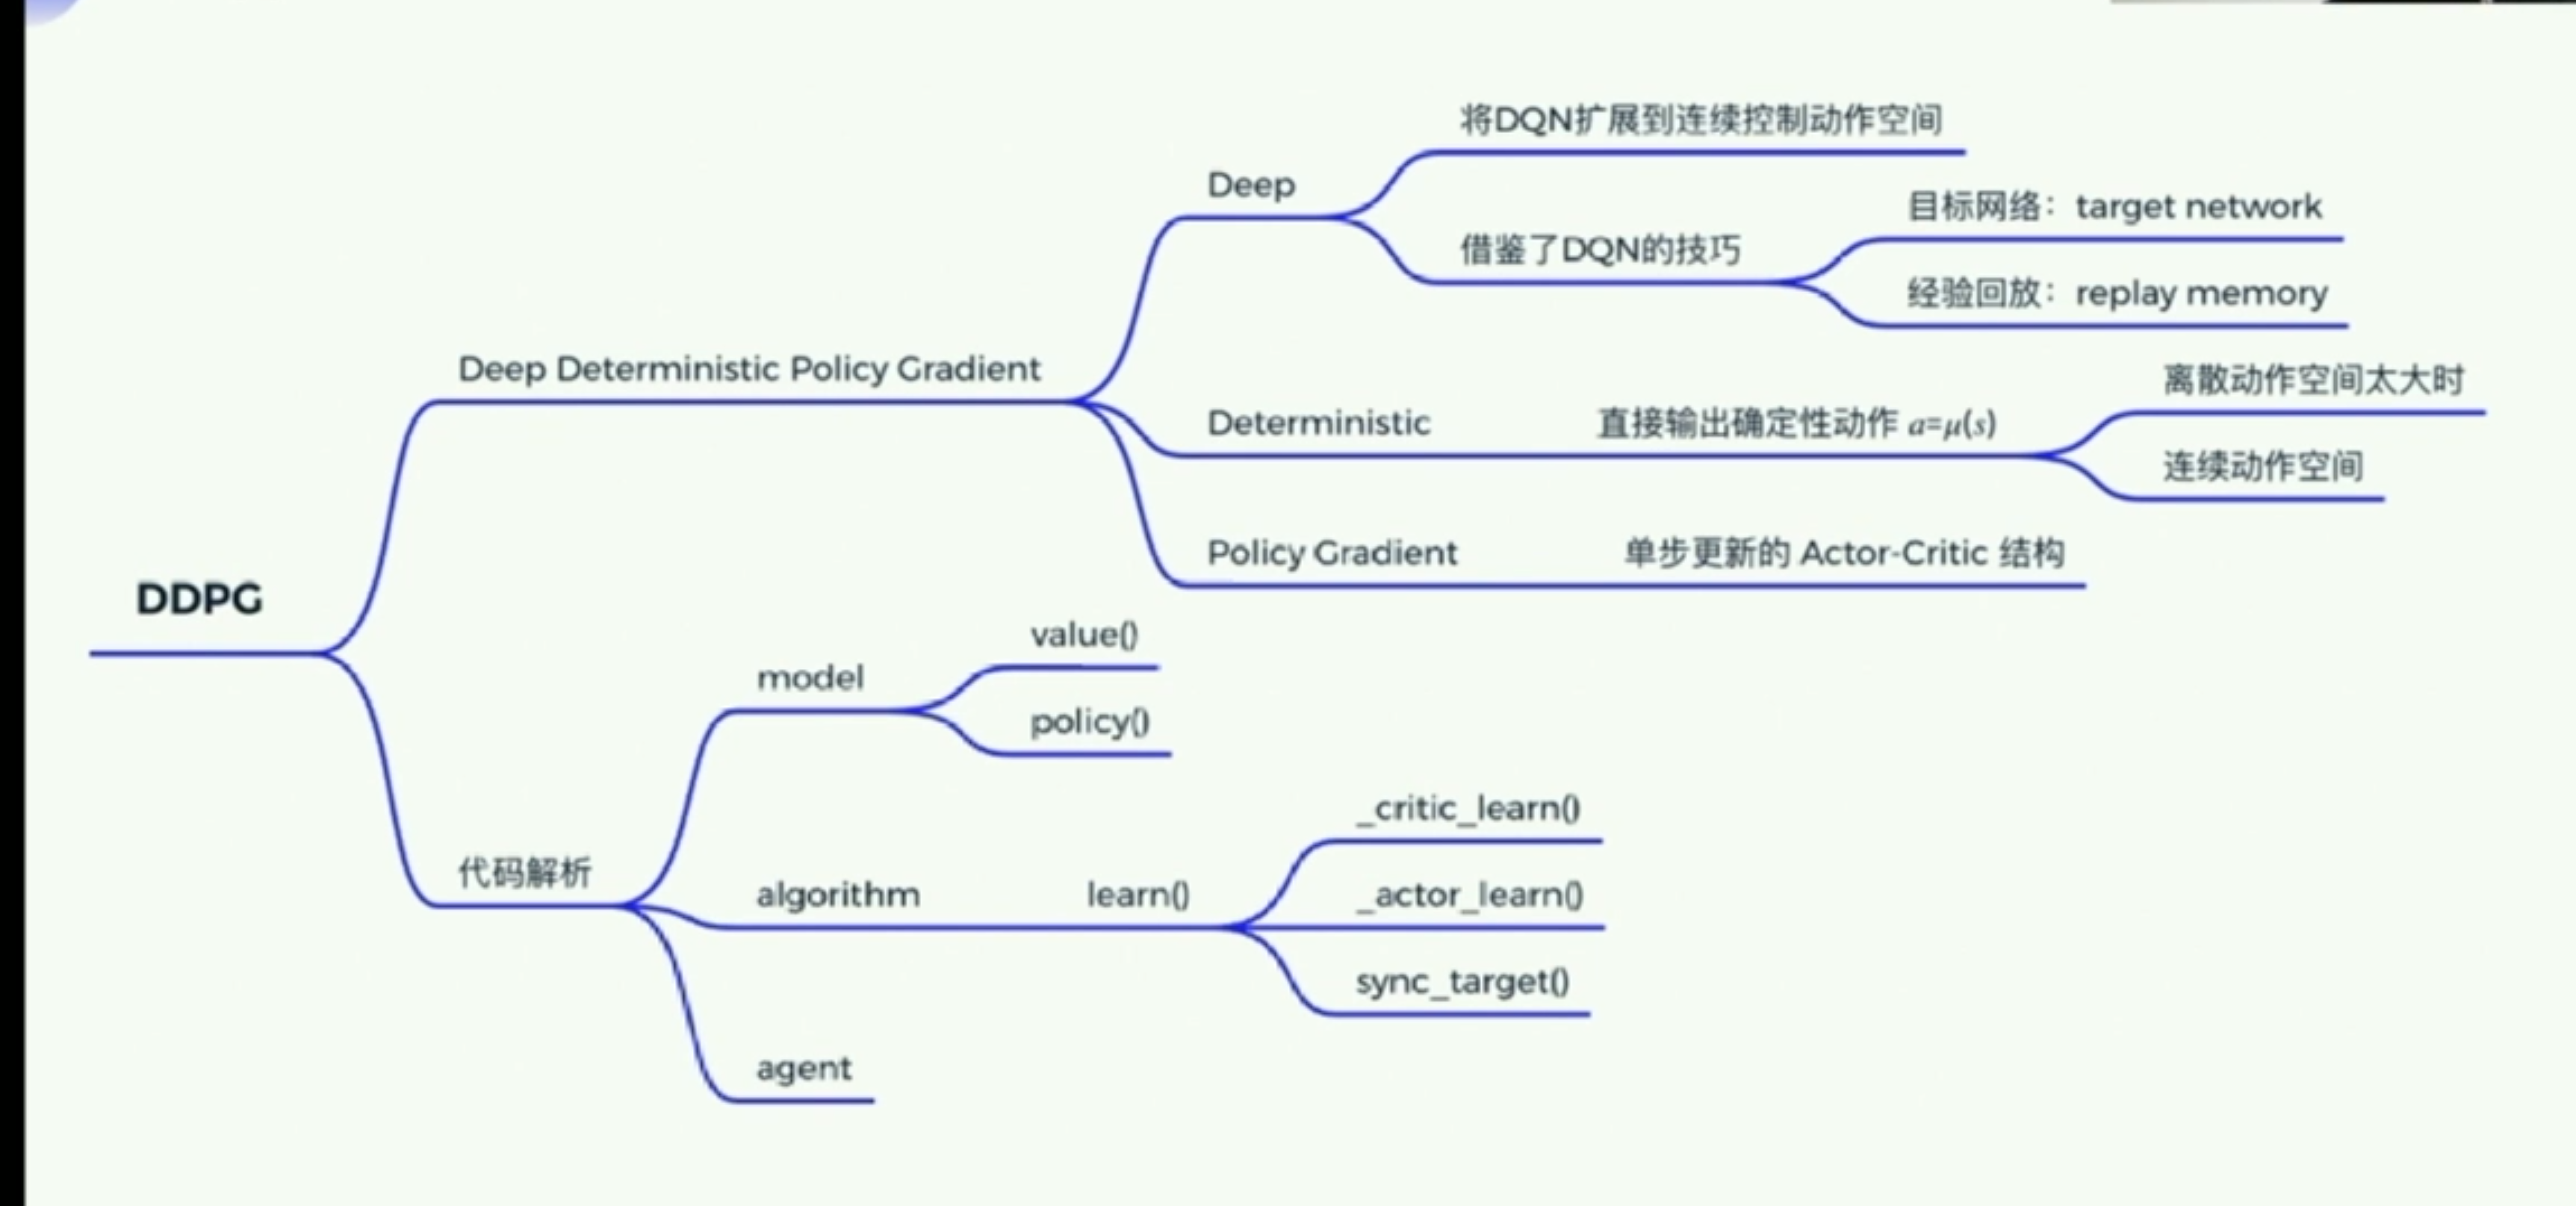 将DQN扩展到连续控制动作空间
Deep
目标网络：target network
借鉴了DQN的技巧
经验回放：replay memory
Deep Deterministic Policy Gradient
离散动作空间太大时
Deterministic 直接输出确定性动作 a=μ(s)
连续动作空间
Policy Gradient 单步更新的 Actor-Critic 结构
DDPG
value()
model
policy()
_critic_learn()
代码解析
algorithm learn() _actor_learn()
sync_target()
agent